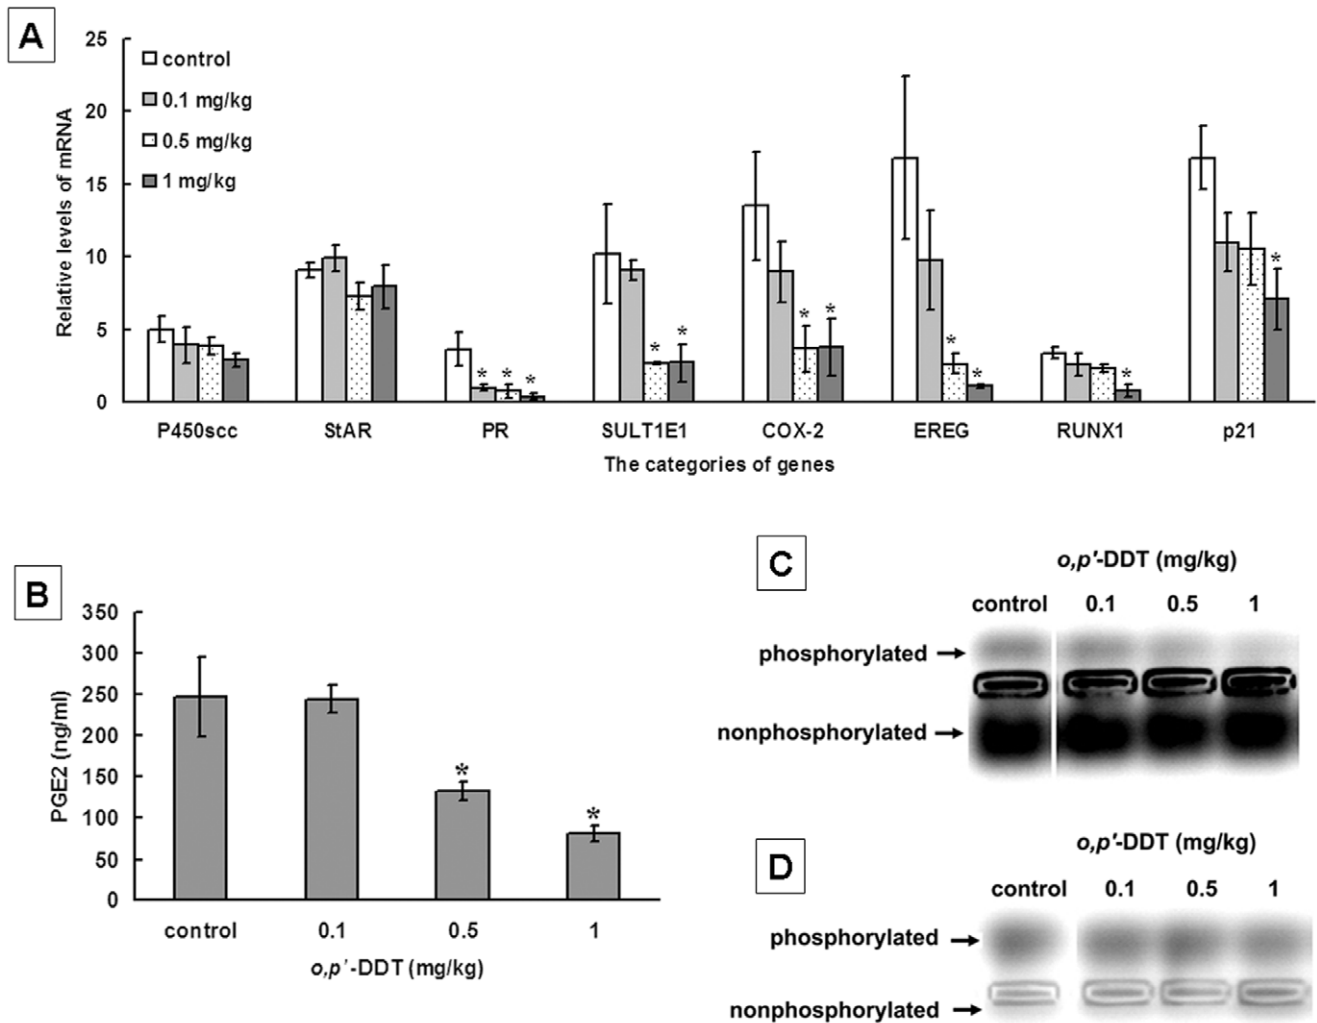 A
25
20
15
10
5
0
Relative levels of mRNA
control
0.1 mg/kg
0.5 mg/kg
1 mg/kg
* * *
* *
* *
* *
*
*
P450scc StAR PR SULT1E1 COX-2 EREG RUNX1 p21
The categories of genes
B
350
300
250
200
150
100
50
0
PGE2 (ng/ml)
*
*
control 0.1 0.5 1
o,p'-DDT (mg/kg)
C
o,p'-DDT (mg/kg)
control 0.1 0.5 1
phosphorylated
nonphosphorylated
D
o,p'-DDT (mg/kg)
control 0.1 0.5 1
phosphorylated
nonphosphorylated